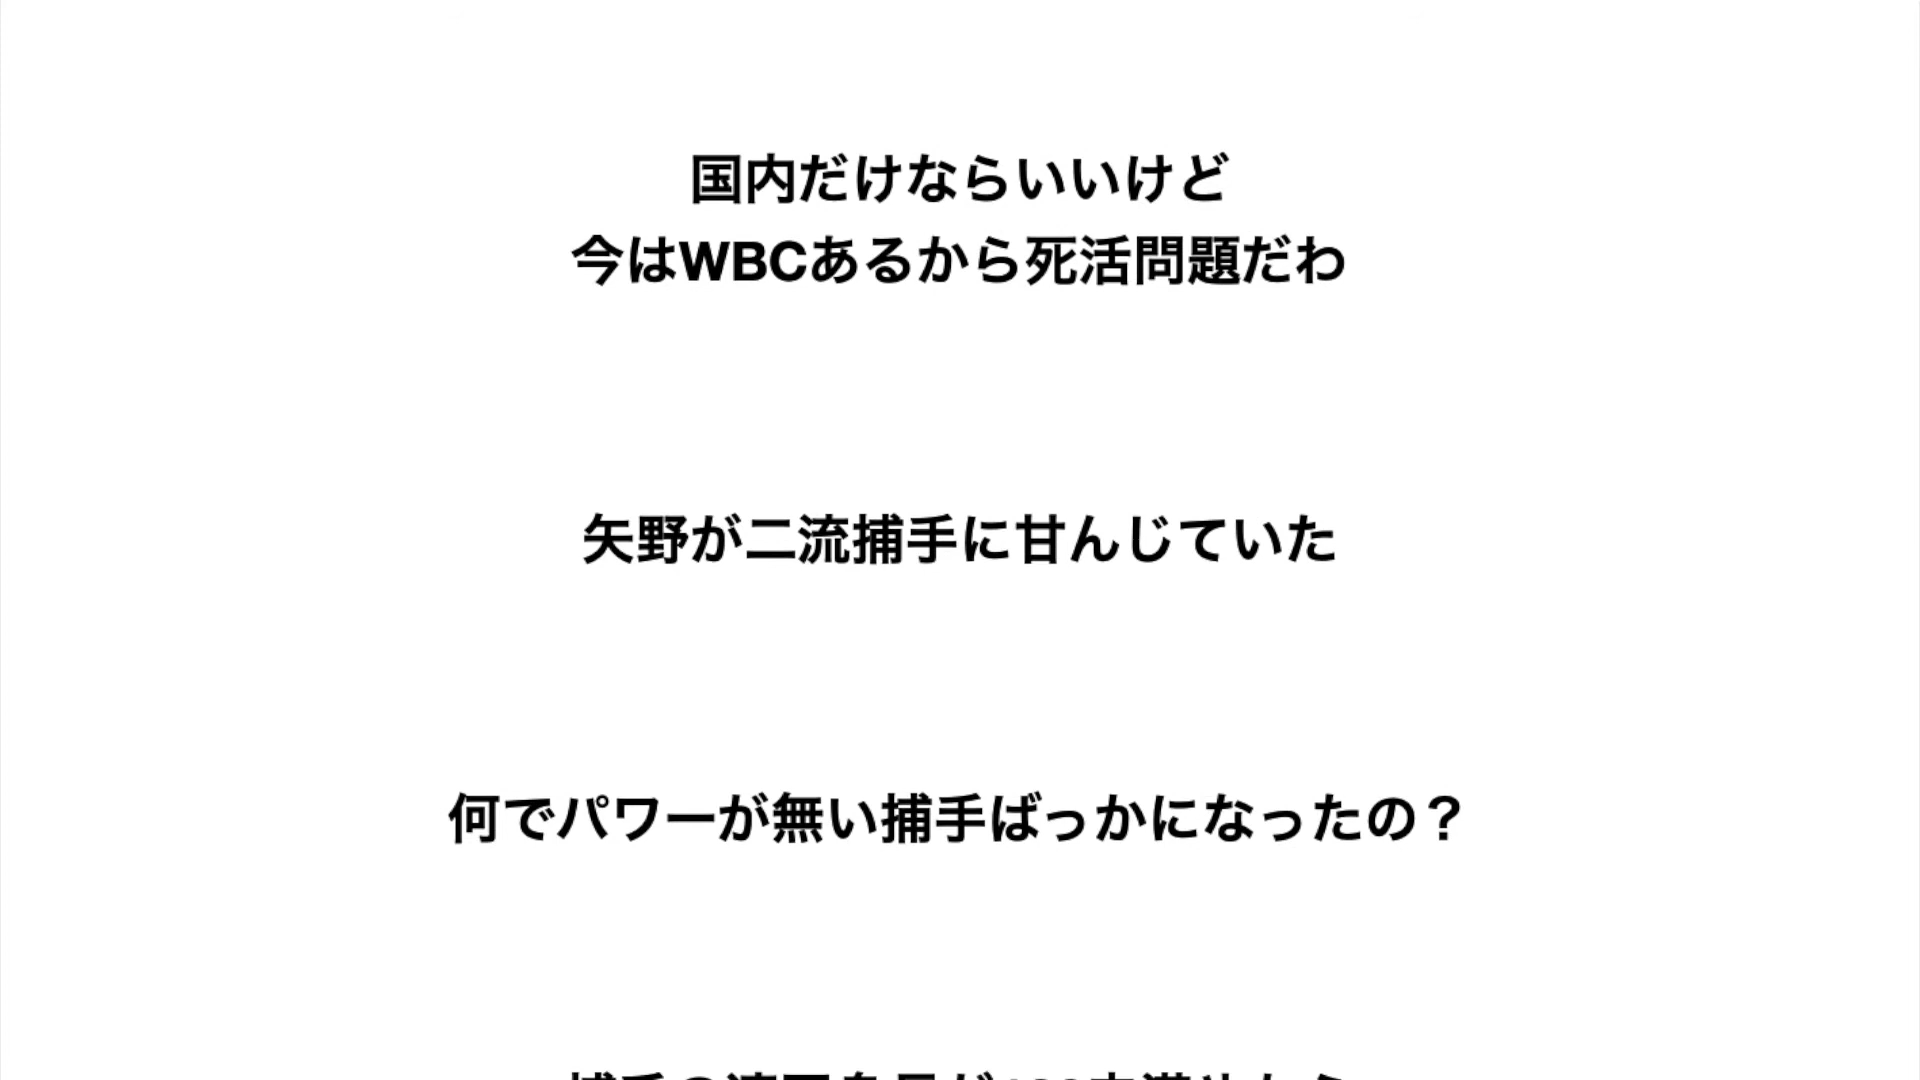 国内だけならいいけど
今はWBCあるから死活問題だわ
矢野が二流捕手に甘んじていた
何でパワーが無い捕手ばっかになったの？